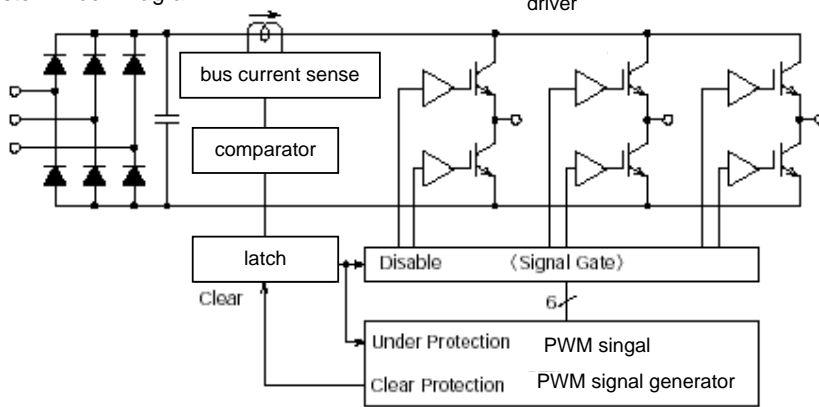 driver
bus current sense
comparator
latch
Clear
Disable
(Signal Gate)
6
Under Protection
PWM singal
Clear Protection
PWM signal generator